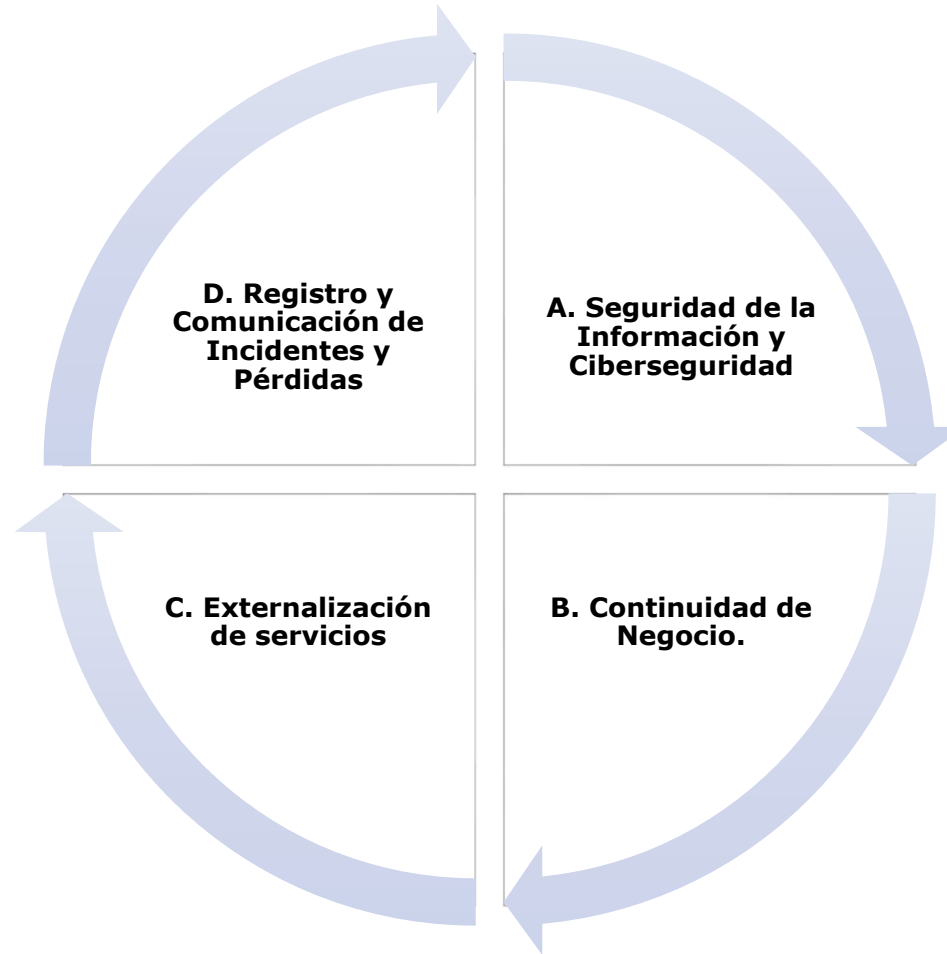 D. Registro y
Comunicación de
Incidentes y
Pérdidas
A. Seguridad de la
Información y
Ciberseguridad
C. Externalización
de servicios
B. Continuidad de
Negocio.